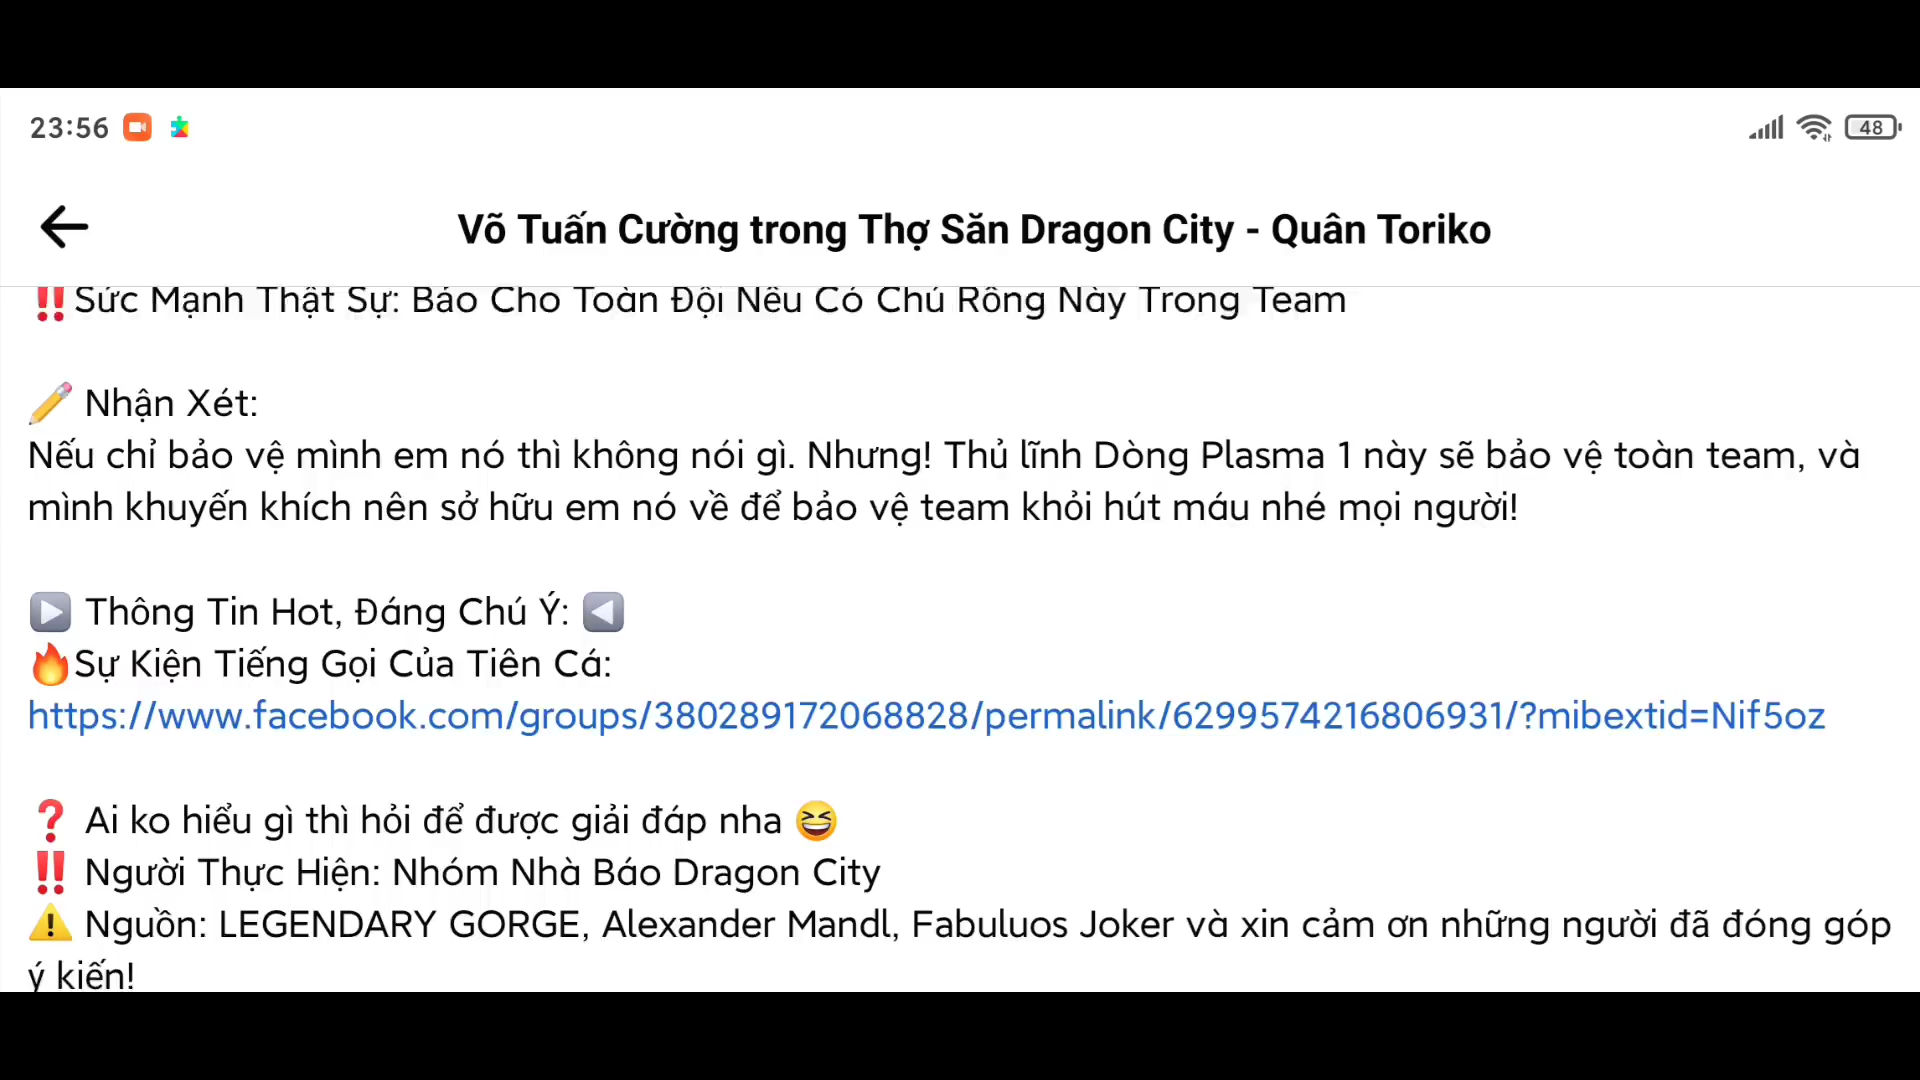 23:56
48
Võ Tuấn Cường trong Thợ Săn Dragon City - Quân Toriko
‼️Sức Mạnh Thật Sự: Bảo Cho Toàn Đội Nếu Có Chú Rồng Này Trong Team
✏️ Nhận Xét:
Nếu chỉ bảo vệ mình em nó thì không nói gì. Nhưng! Thủ lĩnh Dòng Plasma 1 này sẽ bảo vệ toàn team, và
mình khuyến khích nên sở hữu em nó về để bảo vệ team khỏi hút máu nhé mọi người!
▶️ Thông Tin Hot, Đáng Chú Ý: ◀️
🔥Sự Kiện Tiếng Gọi Của Tiên Cá:
https://www.facebook.com/groups/380289172068828/permalink/6299574216806931/?mibextid=Nif5oz
❓ Ai ko hiểu gì thì hỏi để được giải đáp nha 😆
‼️ Người Thực Hiện: Nhóm Nhà Báo Dragon City
⚠️ Nguồn: LEGENDARY GORGE, Alexander Mandl, Fabuluos Joker và xin cảm ơn những người đã đóng góp
ý kiến!